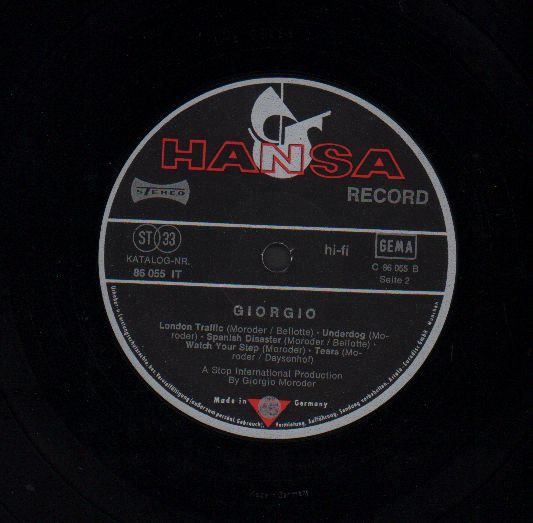 HANSA
STEREO
RECORD
ST 33
hi-fi
GEMA
KATALOG-NR.
86 055 IT
C 86 055 B
Seite 2
GIORGIO
London Traffic (Moroder / Bellotte) · Underdog (Mo-
roder) · Spanish Disaster (Moroder / Bellotte) ·
Watch Your Step (Moroder) · Tears (Mo-
roder / Daysenhof)
A Stop International Production
By Giorgio Moroder
Made in Germany